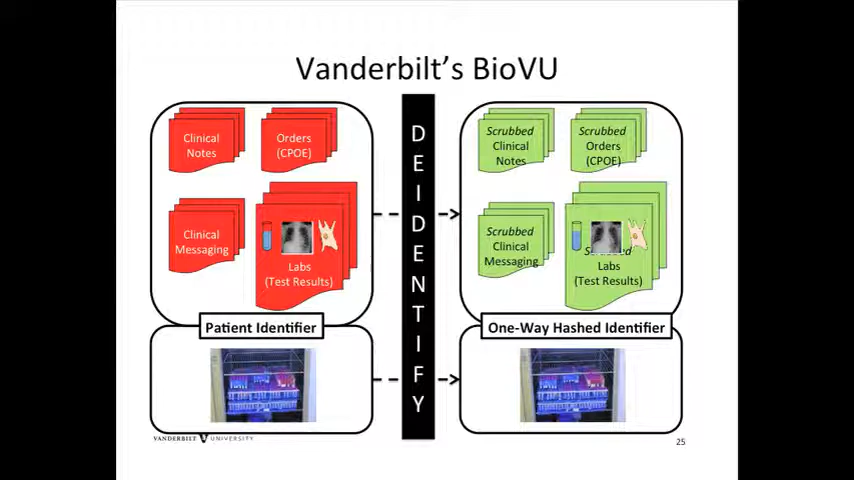 Vanderbilt's BioVU
Clinical
Notes
Orders
(CPOE)
Clinical
Messaging
Labs
(Test Results)
Patient Identifier
DEIDENTIFY
Scrubbed
Clinical
Notes
Scrubbed
Orders
(CPOE)
Scrubbed
Clinical
Messaging
Scrubbed
Labs
(Test Results)
One-Way Hashed Identifier
VANDERBILT UNIVERSITY
25